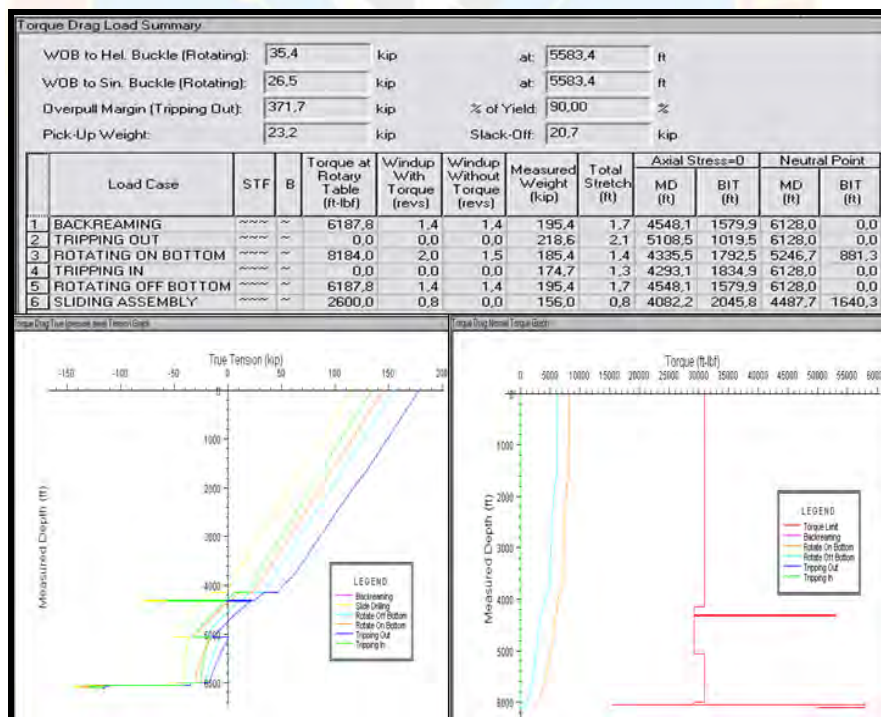 Torque Drag Load Summary
WOB to Hel. Buckle (Rotating): 35,4 kip at: 5583,4 ft
WOB to Sin. Buckle (Rotating): 26,5 kip at: 5583,4 ft
Overpull Margin (Tripping Out): 371,7 kip % of Yield: 90,00 %
Pick-Up Weight: 23,2 kip Slack-Off: 20,7 kip
Load Case STF B Torque at Rotary Table (ft-lbf) Windup With Torque (revs) Windup Without Torque (revs) Measured Weight (kip) Total Stretch (ft) Axial Stress=0 MD (ft) BIT (ft) Neutral Point MD (ft) BIT (ft)
1 BACKREAMING ~~~ ~ 6187,8 1,4 1,4 195,4 1,7 4548,1 1579,9 6128,0 0,0
2 TRIPPING OUT ~~~ ~ 0,0 0,0 0,0 218,6 2,1 5108,5 1019,5 6128,0 0,0
3 ROTATING ON BOTTOM ~~~ ~ 8184,0 2,0 1,5 185,4 1,4 4335,5 1792,5 5246,7 881,3
4 TRIPPING IN ~~~ ~ 0,0 0,0 0,0 174,7 1,3 4293,1 1834,9 6128,0 0,0
5 ROTATING OFF BOTTOM ~~~ ~ 6187,8 1,4 1,4 195,4 1,7 4548,1 1579,9 6128,0 0,0
6 SLIDING ASSEMBLY ~~~ ~ 2600,0 0,8 0,0 156,0 0,8 4082,2 2045,8 4487,7 1640,3
Tension Graph
Torque Drag Normal Torque Graph
True Tension (kip)
-150 -100 -50 0 50 100 150 200
0
1000
2000
3000
4000
5000
Measured Depth (ft)
LEGEND
Backreaming
Slide Drilling
Rotate Off Bottom
Rotate On Bottom
Tripping Out
Tripping In
Torque (ft-lbf)
0 5000 10000 15000 20000 25000 30000 35000 40000 45000 50000 55000
0
1000
2000
3000
4000
5000
6000
Measured Depth (ft)
LEGEND
Torque Limit
Backreaming
Rotate On Bottom
Rotate Off Bottom
Tripping Out
Tripping In